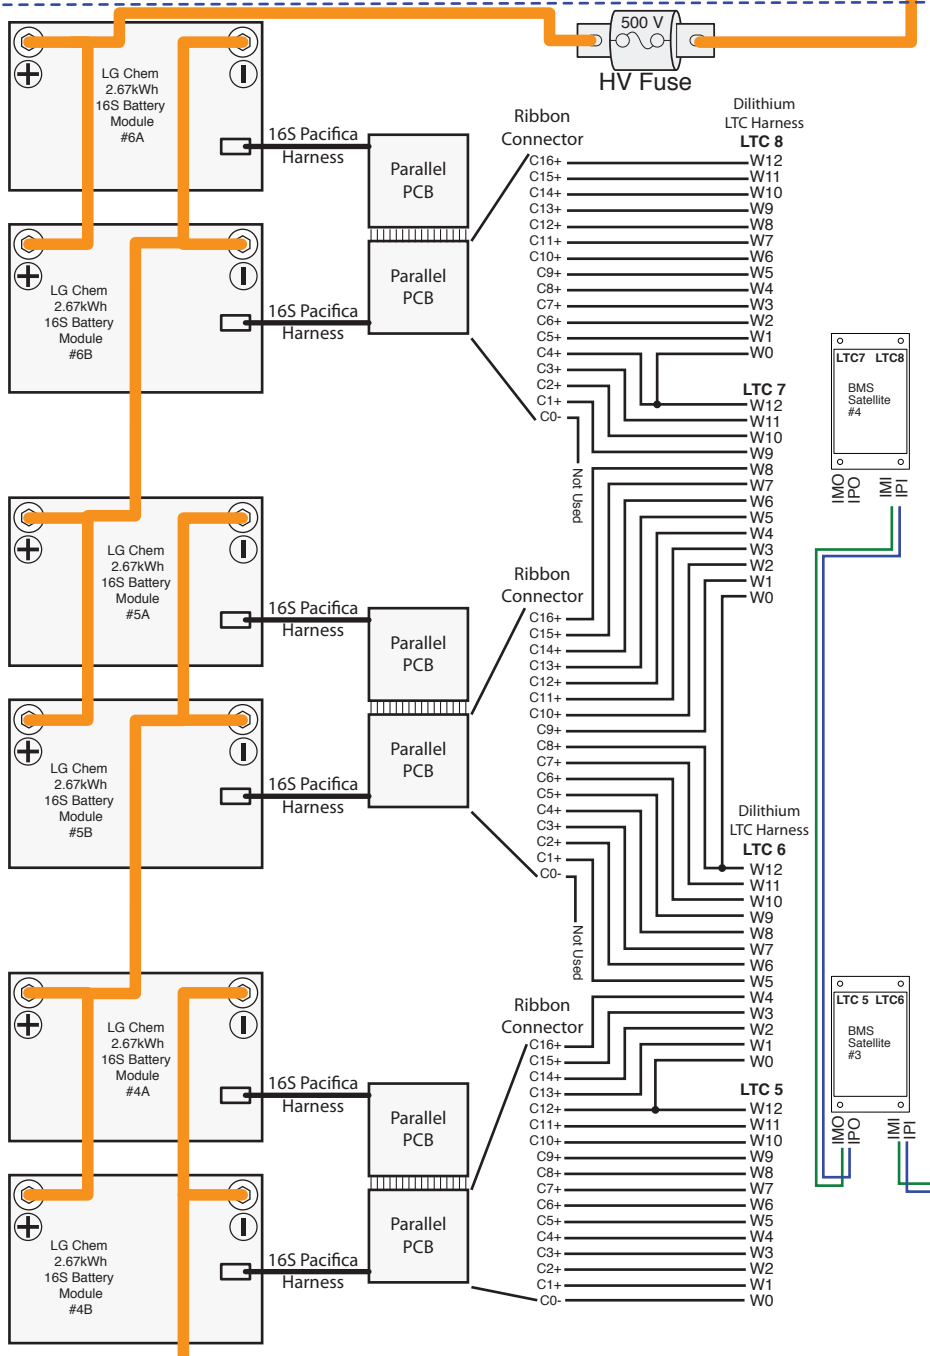 500 V
HV Fuse
LG Chem
2.67kWh
16S Battery
Module
#6A
16S Pacifica
Harness
Parallel
PCB
LG Chem
2.67kWh
16S Battery
Module
#6B
16S Pacifica
Harness
Parallel
PCB
Ribbon
Connector
C16+
C15+
C14+
C13+
C12+
C11+
C10+
C9+
C8+
C7+
C6+
C5+
C4+
C3+
C2+
C1+
C0-
Not Used
Dilithium
LTC Harness
LTC 8
W12
W11
W10
W9
W8
W7
W6
W5
W4
W3
W2
W1
W0
LTC 7
W12
W11
W10
W9
W8
W7
W6
W5
W4
W3
W2
W1
W0
LTC7 LTC8
BMS
Satellite
#4
IMO
IPO
IMI
IPI
LG Chem
2.67kWh
16S Battery
Module
#5A
16S Pacifica
Harness
Parallel
PCB
LG Chem
2.67kWh
16S Battery
Module
#5B
16S Pacifica
Harness
Parallel
PCB
Ribbon
Connector
C16+
C15+
C14+
C13+
C12+
C11+
C10+
C9+
C8+
C7+
C6+
C5+
C4+
C3+
C2+
C1+
C0-
Not Used
Dilithium
LTC Harness
LTC 6
W12
W11
W10
W9
W8
W7
W6
W5
W4
W3
W2
W1
W0
LTC 5
W12
W11
W10
W9
W8
W7
W6
W5
W4
W3
W2
W1
W0
LTC 5 LTC6
BMS
Satellite
#3
IMO
IPO
IMI
IPI
LG Chem
2.67kWh
16S Battery
Module
#4A
16S Pacifica
Harness
Parallel
PCB
LG Chem
2.67kWh
16S Battery
Module
#4B
16S Pacifica
Harness
Parallel
PCB
Ribbon
Connector
C16+
C15+
C14+
C13+
C12+
C11+
C10+
C9+
C8+
C7+
C6+
C5+
C4+
C3+
C2+
C1+
C0-